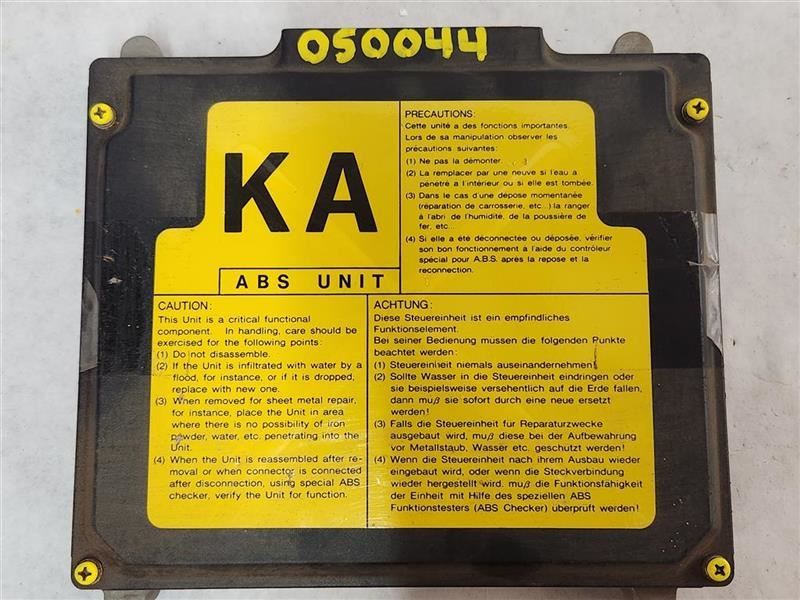 050044
KA
ABS UNIT
PRECAUTIONS:
Cette unité a des fonctions importantes.
Lors de sa manipulation observer les
précautions suivantes:
(1) Ne pas la démonter.
(2) La remplacer par une neuve si l'eau a
pénétré a l'intérieur ou si elle est tombée.
(3) Dans le cas d'une dépose momentanée
(réparation de carrosserie, etc...) la ranger
à l'abri de l'humidité, de la poussière de
fer, etc...
(4) Si elle a été déconnectée ou déposée, vérifier
son bon fonctionnement à l'aide du contrôleur
spécial pour A.B.S. après la repose et la
reconnection.
CAUTION:
This Unit is a critical functional
component. In handling, care should be
exercised for the following points:
(1) Do not disassemble.
(2) If the Unit is infiltrated with water by a
flood, for instance, or if it is dropped,
replace with new one.
(3) When removed for sheet metal repair,
for instance, place the Unit in area
where there is no possibility of iron
powder, water, etc. penetrating into the
Unit.
(4) When the Unit is reassembled after re-
moval or when connector is connected
after disconnection, using special ABS
checker, verify the Unit for function.
ACHTUNG:
Diese Steuereinheit ist ein empfindliches
Funktionselement.
Bei seiner Bedienung müssen die folgenden Punkte
beachtet werden:
(1) Steuereinheit niemals auseinandernehmen!
(2) Sollte Wasser in die Steuereinheit eindringen oder
sie beispielsweise versehentlich auf die Erde fallen,
dann muß sie sofort durch eine neue ersetzt
werden!
(3) Falls die Steuereinheit für Reparaturzwecke
ausgebaut wird, muß diese bei der Aufbewahrung
vor Metallstaub, Wasser etc. geschutzt werden!
(4) Wenn die Steuereinheit nach ihrem Ausbau wieder
eingebaut wird, oder wenn die Steckverbindung
wieder hergestellt wird. muß die Funktionsfähigkeit
der Einheit mit Hilfe des speziellen ABS
Funktionstesters (ABS Checker) überprüft werden!